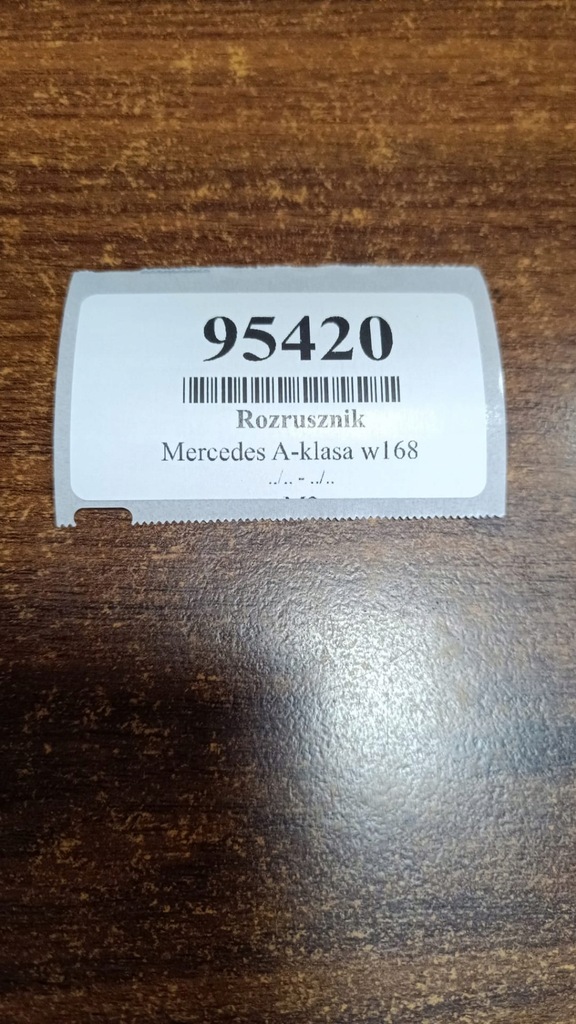 95420
Rozrusznik
Mercedes A-klasa w168
../.. - ../..